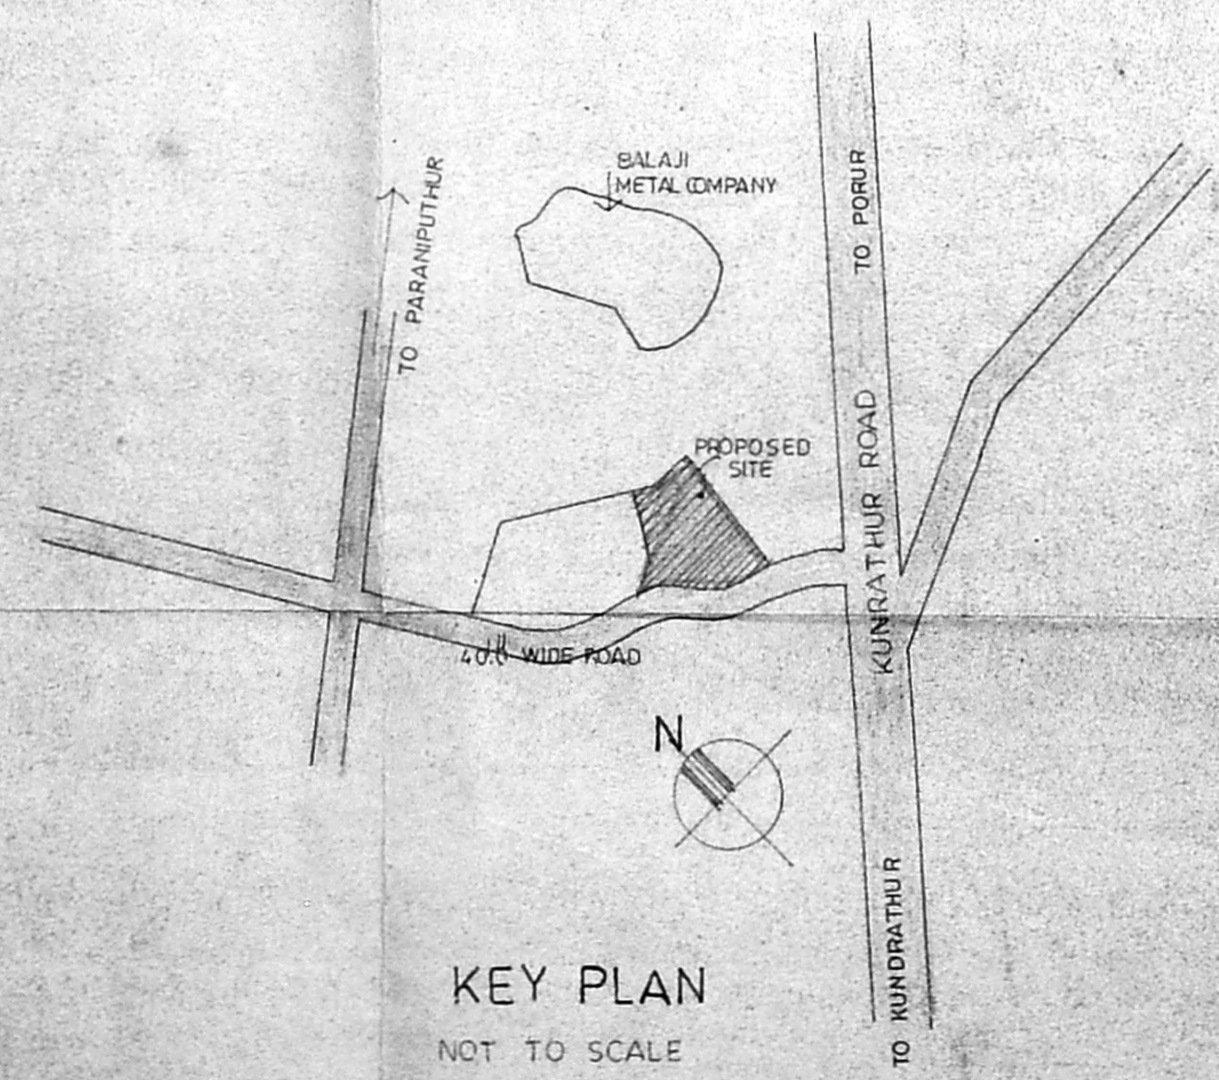 BALAJI
METAL COMPANY
TO PARANIPUTHUR
TO PORUR
PROPOSED
SITE
KUNRATHUR ROAD
WIDE ROAD
N
TO KUNDRATHUR
KEY PLAN
NOT TO SCALE